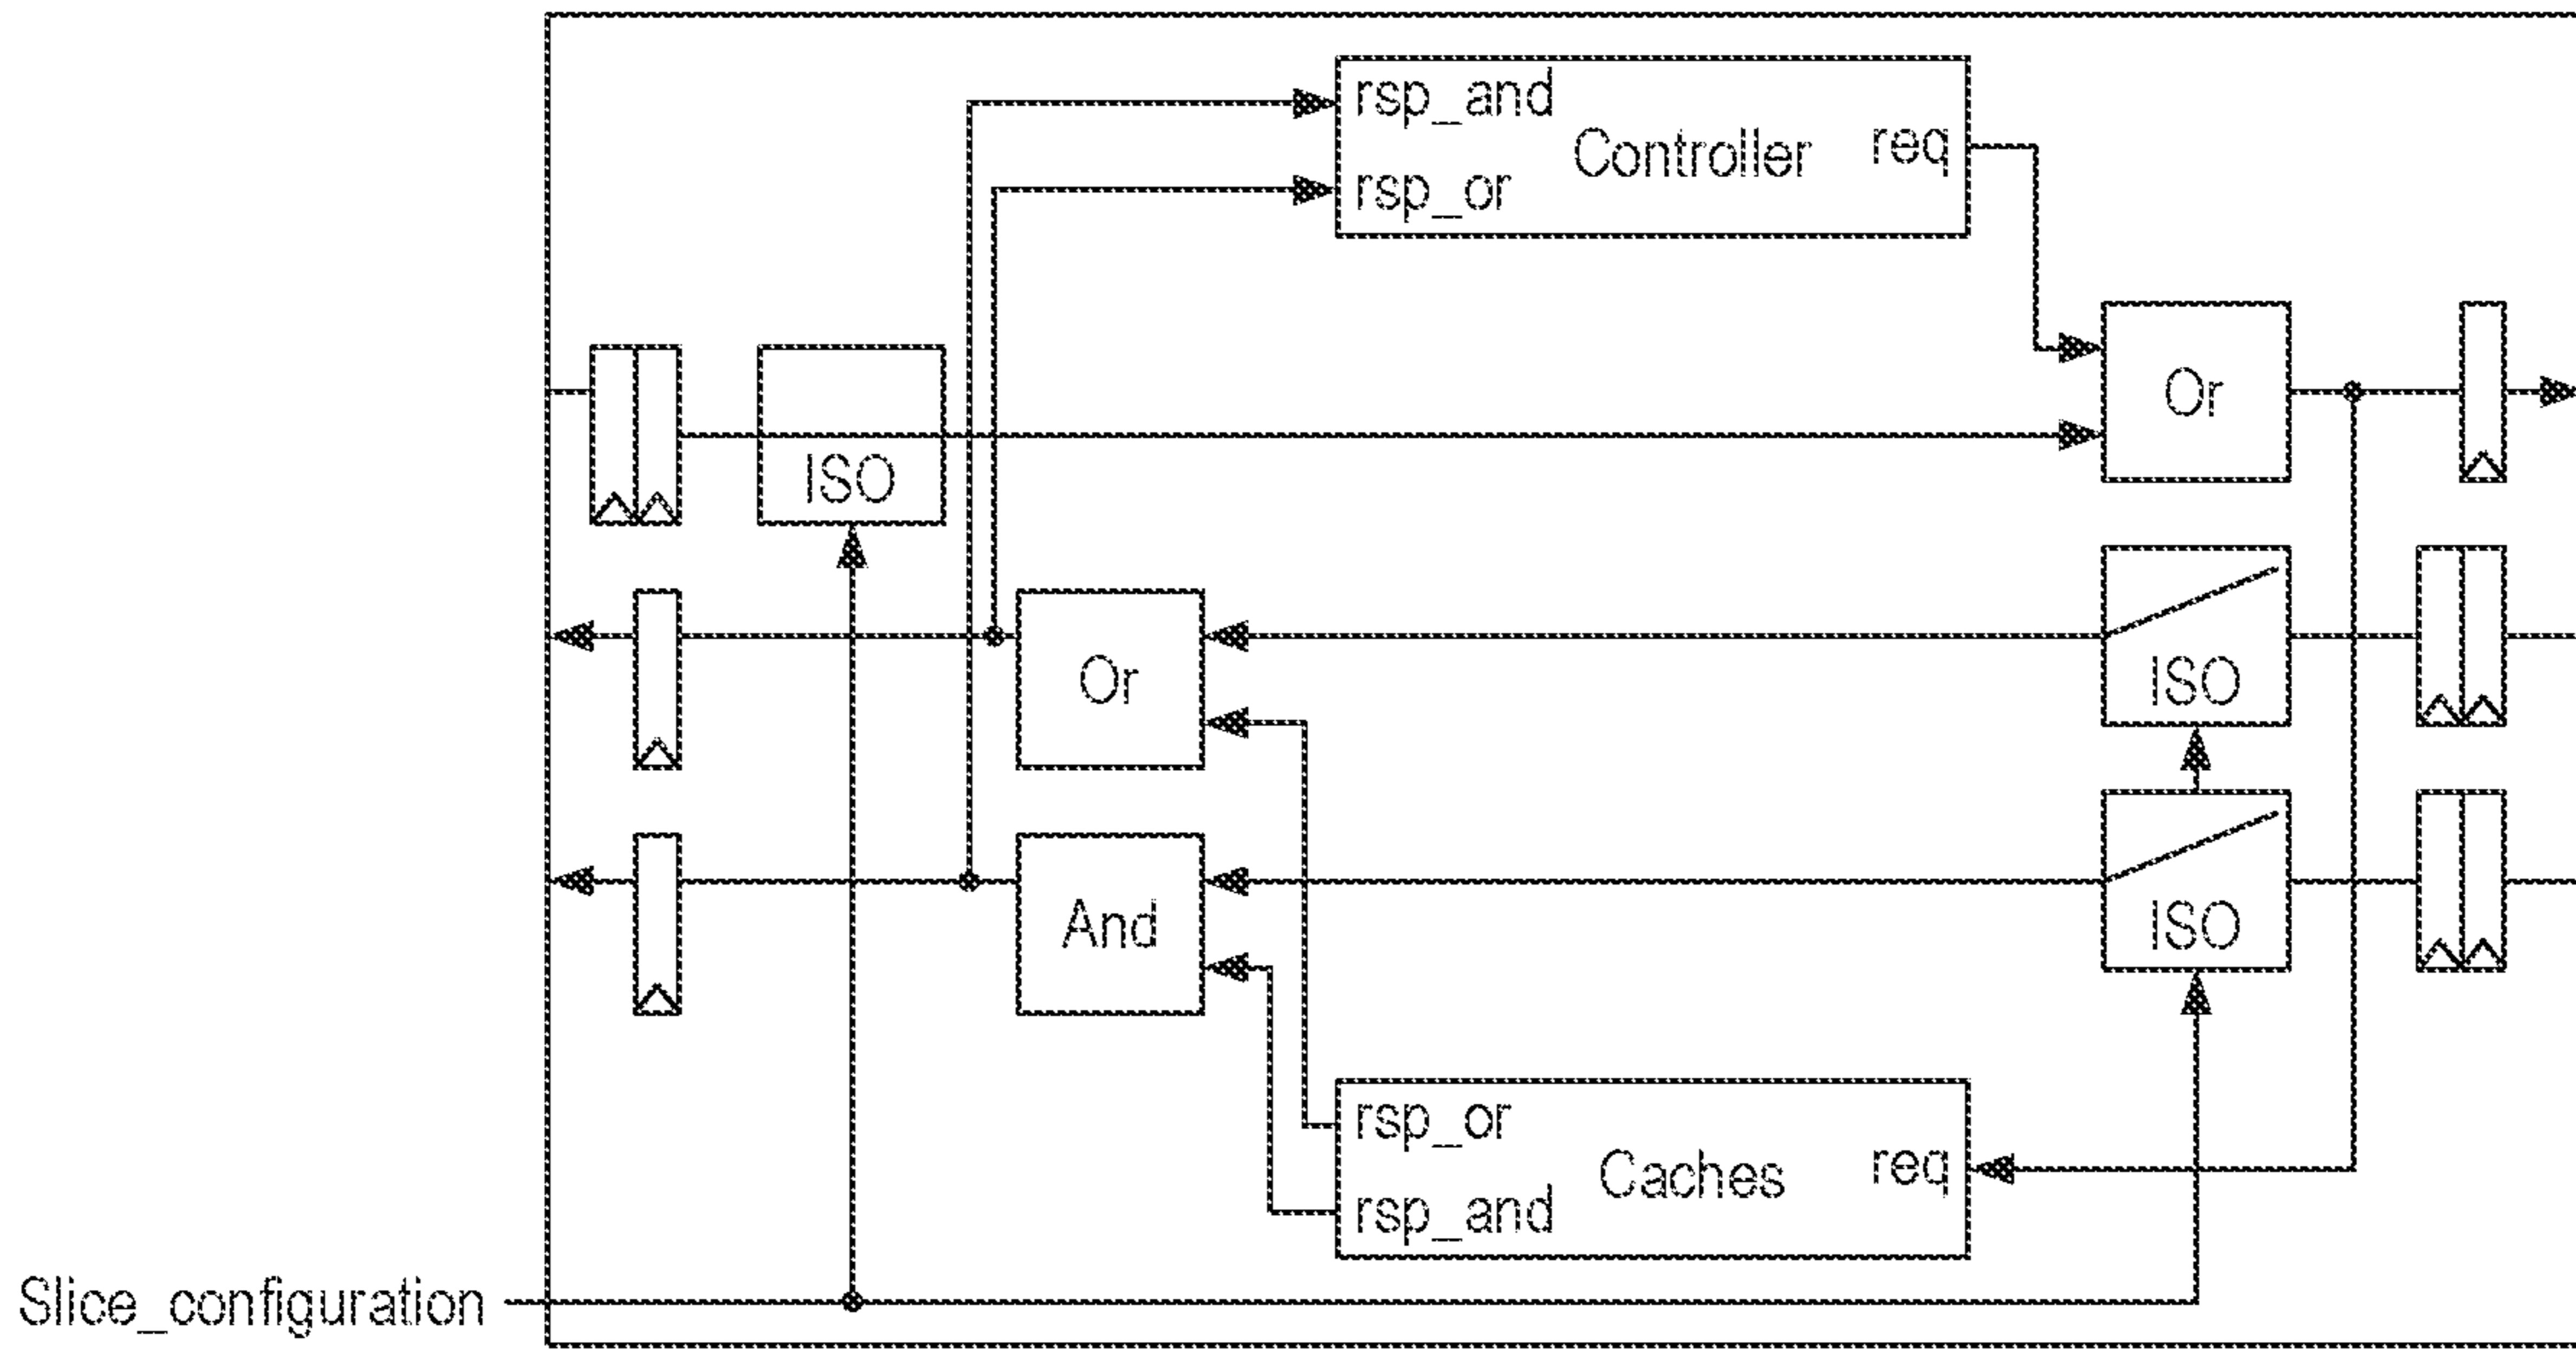 rsp_and
Controller
req
rsp_or
Or
ISO
Or
ISO
And
ISO
rsp_or
Caches
req
rsp_and
Slice_configuration